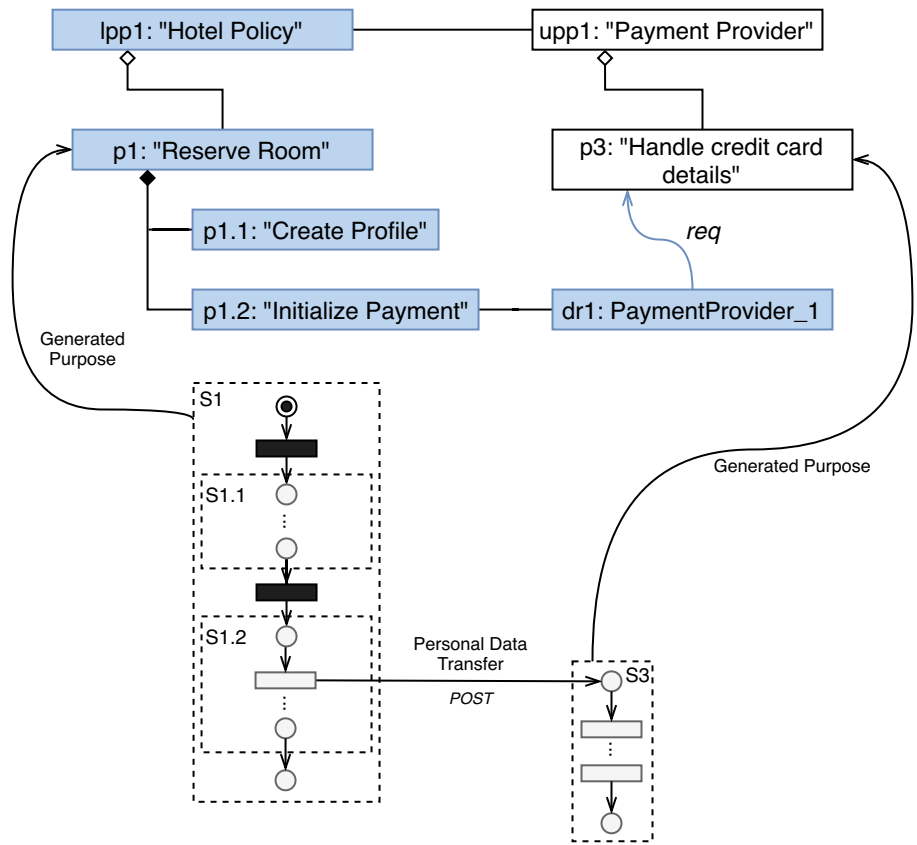 lpp1: "Hotel Policy"
upp1: "Payment Provider"
p1: "Reserve Room"
p3: "Handle credit card
details"
p1.1: "Create Profile"
req
p1.2: "Initialize Payment"
dr1: PaymentProvider_1
Generated
Purpose
S1
Generated Purpose
S1.1
S1.2
Personal Data
Transfer
POST
S3